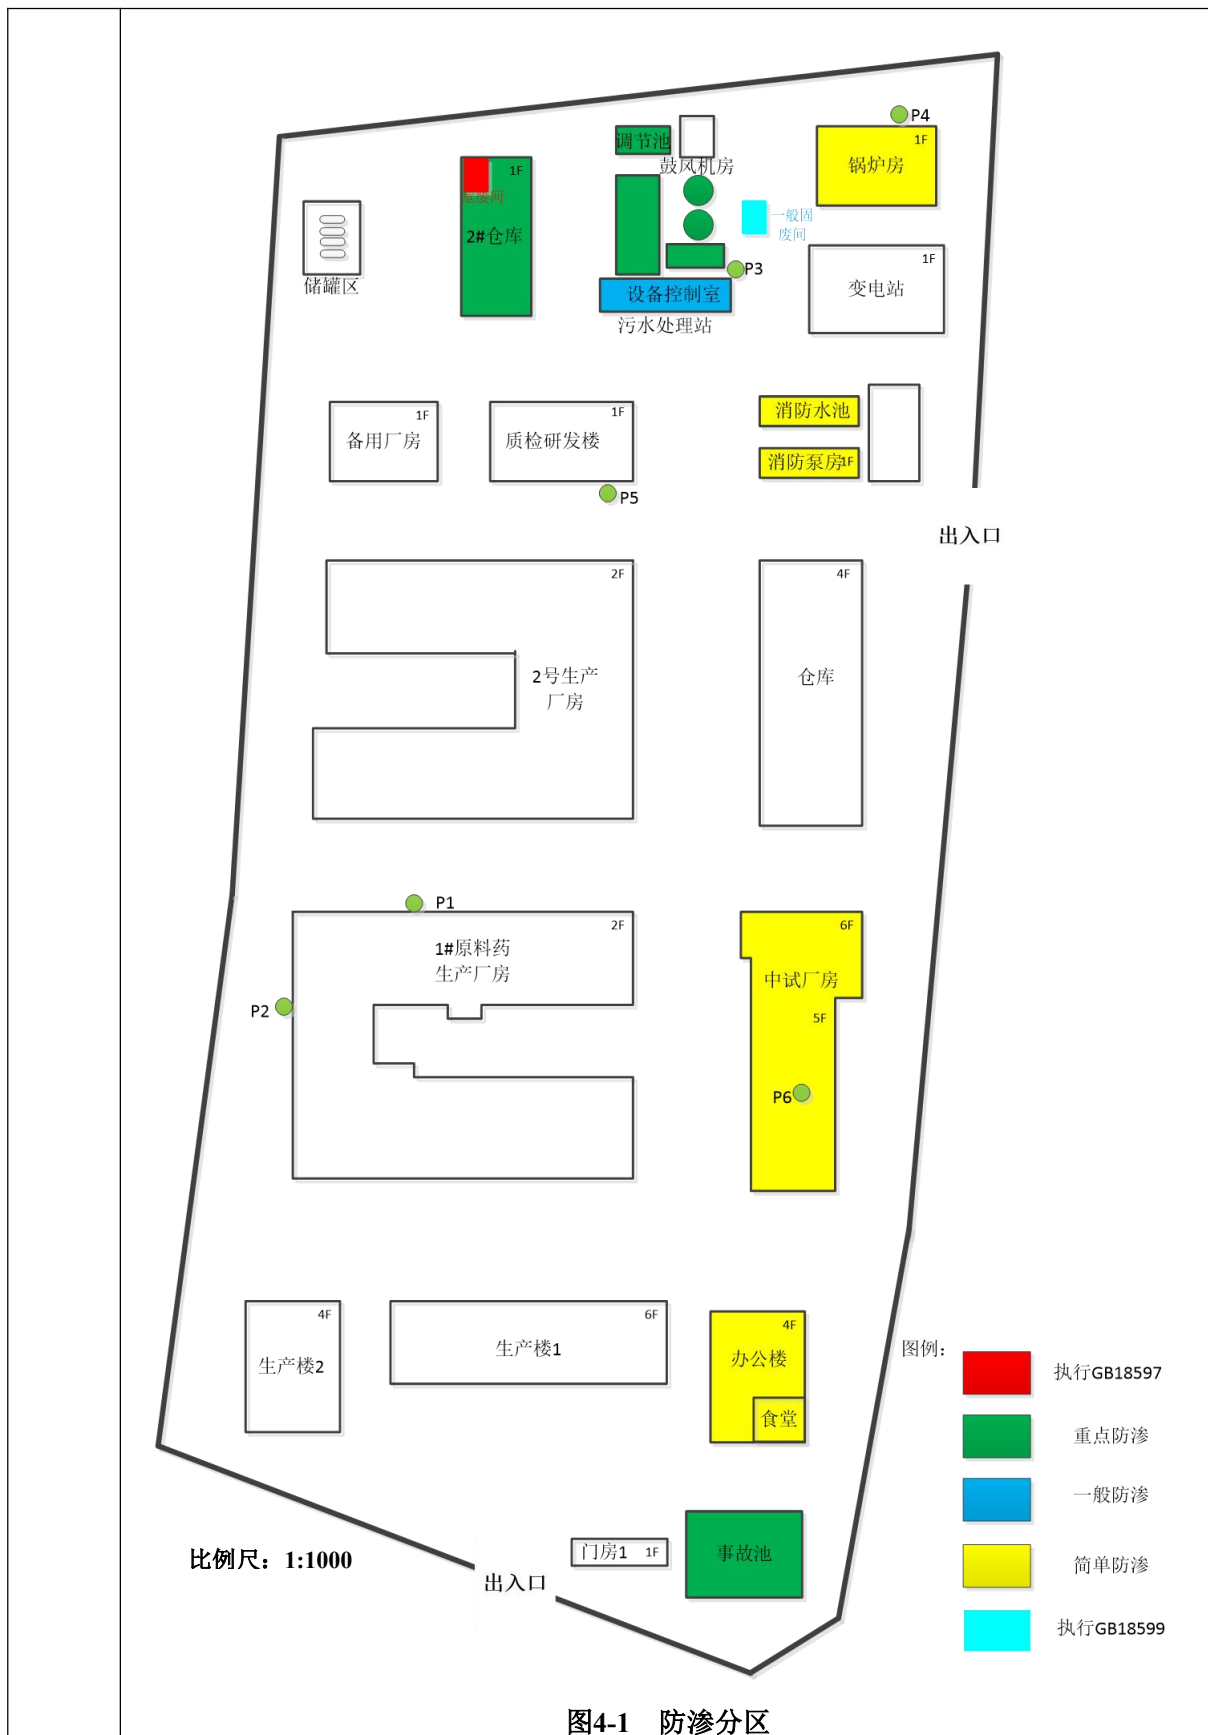 P4
1F
锅炉房
调节池
鼓风机房
1F
危废间
2#仓库
一般固
废间
储罐区
P3
设备控制室
污水处理站
1F
变电站
1F
备用厂房
1F
质检研发楼
P5
消防水池
消防泵房1F
出入口
2F
2号生产
厂房
4F
仓库
P1
2F
1#原料药
生产厂房
P2
6F
中试厂房
5F
P6
4F
生产楼2
6F
生产楼1
4F
办公楼
食堂
图例：
执行GB18597
重点防渗
一般防渗
简单防渗
执行GB18599
比例尺：1:1000
门房1 1F
事故池
出入口
图4-1 防渗分区